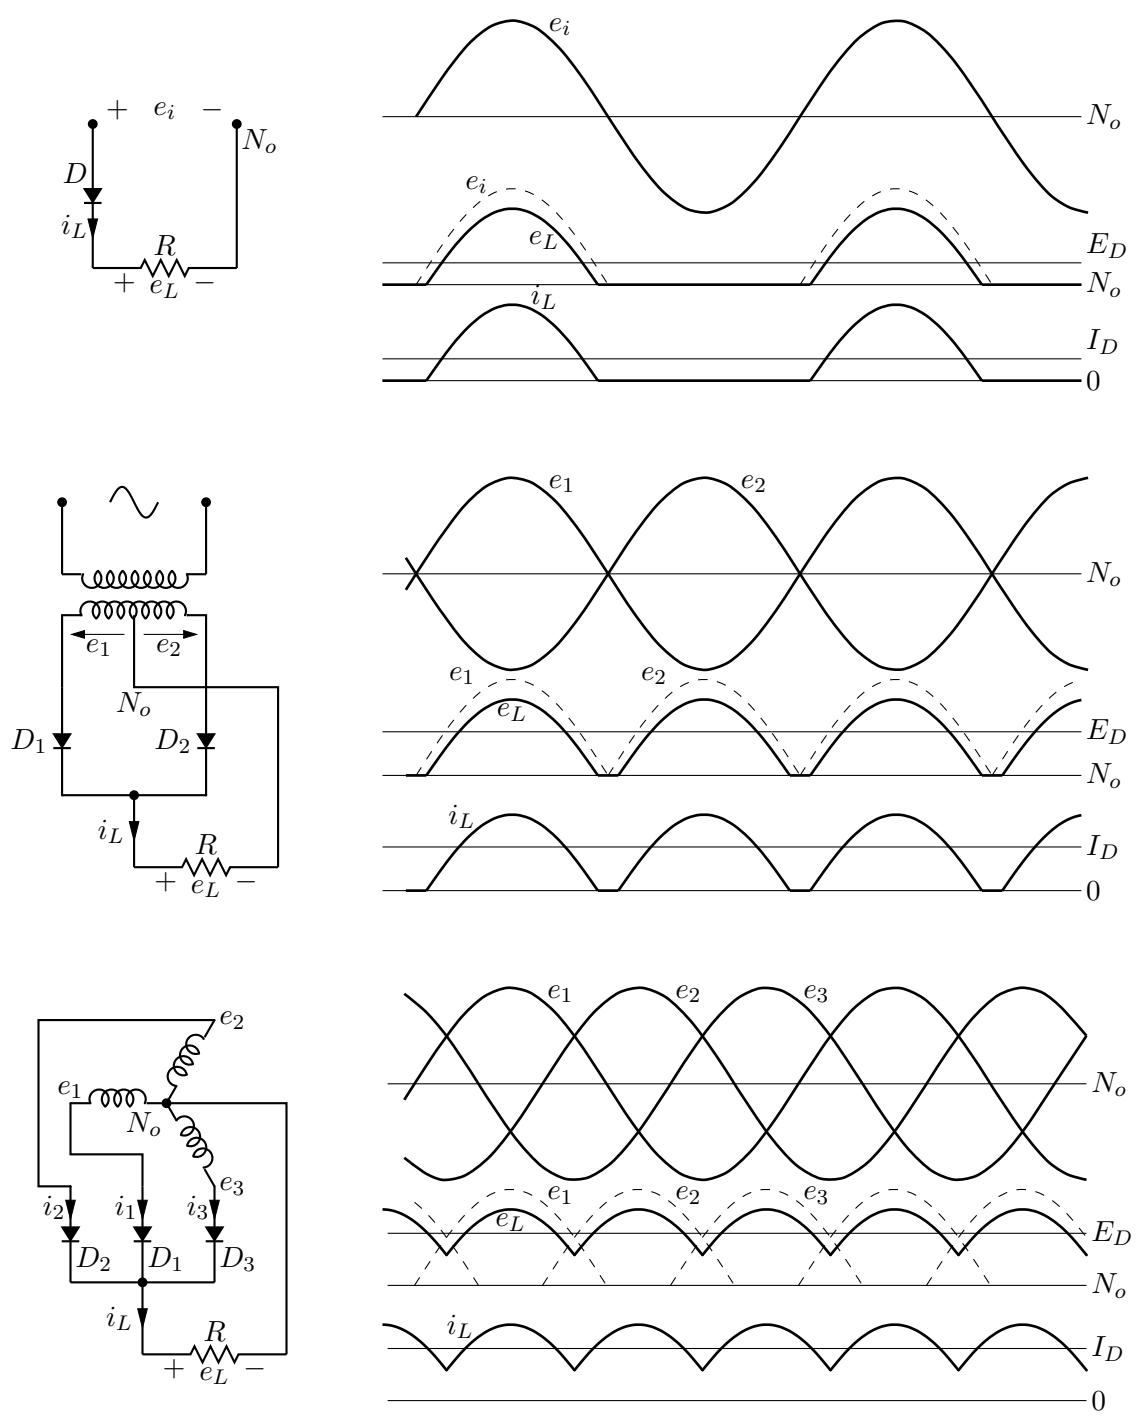 + e_i −
N_o
D
i_L
R
+ e_L −
e_i
N_o
e_i
e_L
E_D
N_o
i_L
I_D
0
e_1 e_2
N_o
D_1 D_2
i_L
R
+ e_L −
e_1 e_2
N_o
e_1 e_2
e_L
E_D
N_o
i_L
I_D
0
e_2
e_1
N_o
e_3
i_2 i_1 i_3
D_2 D_1 D_3
i_L
R
+ e_L −
e_1 e_2 e_3
N_o
e_1 e_2 e_3
e_L
E_D
N_o
i_L
I_D
0